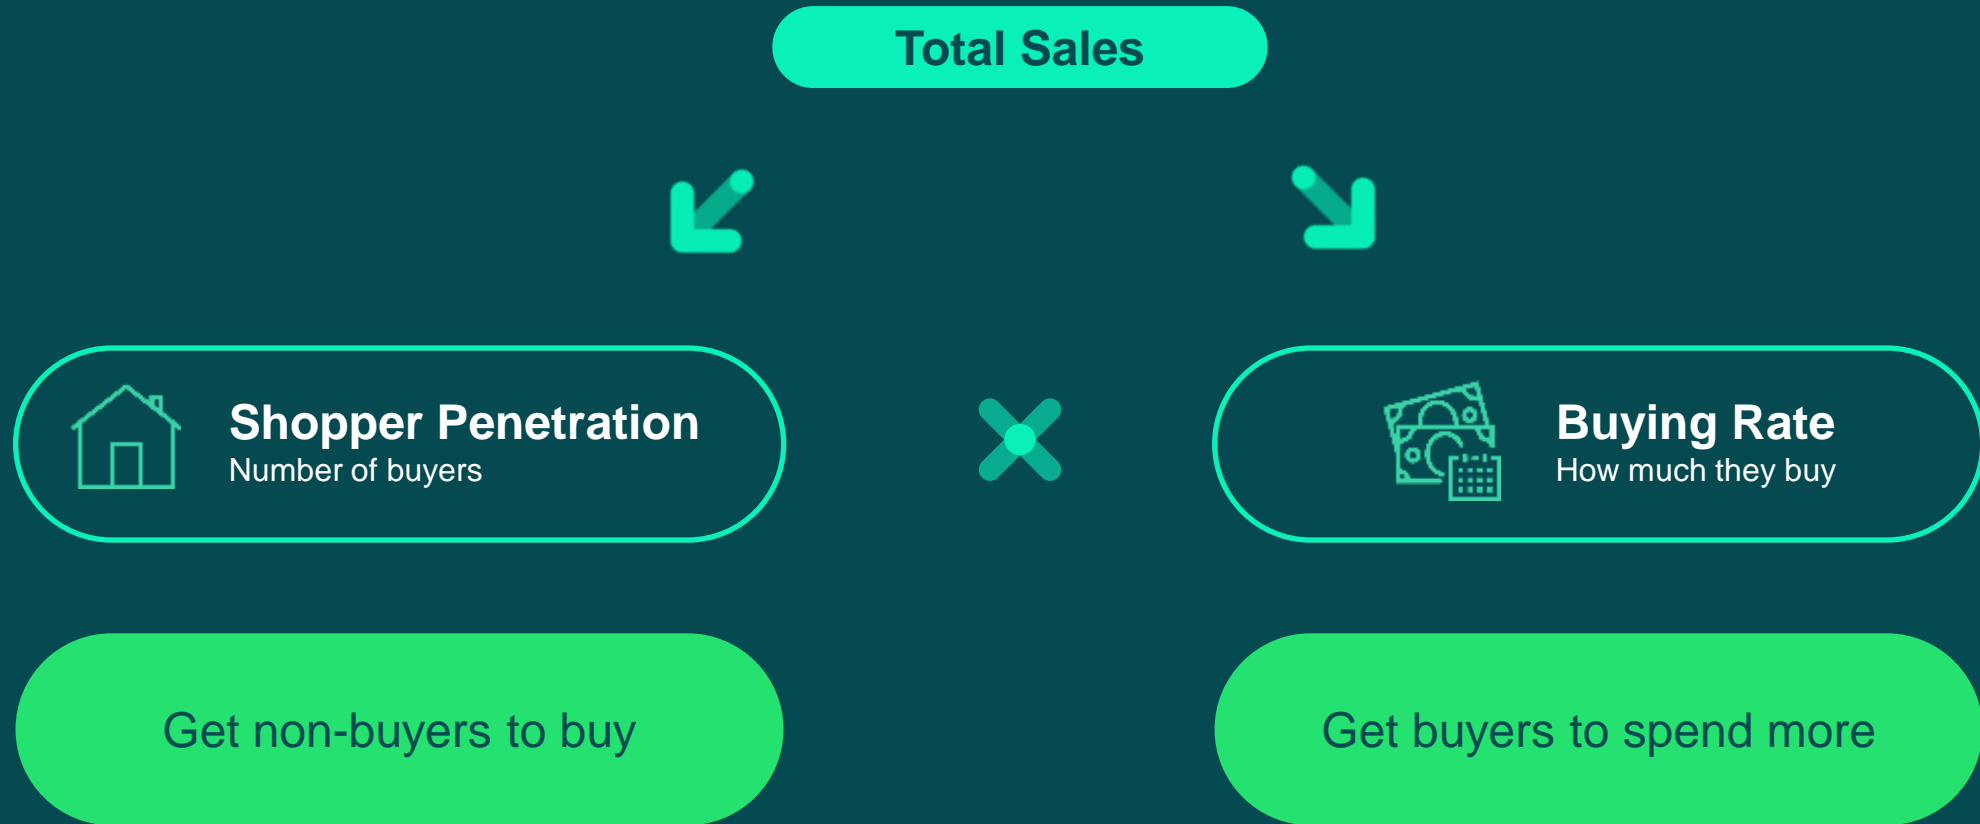 Total Sales
Shopper Penetration
Number of buyers
Buying Rate
How much they buy
Get non-buyers to buy
Get buyers to spend more